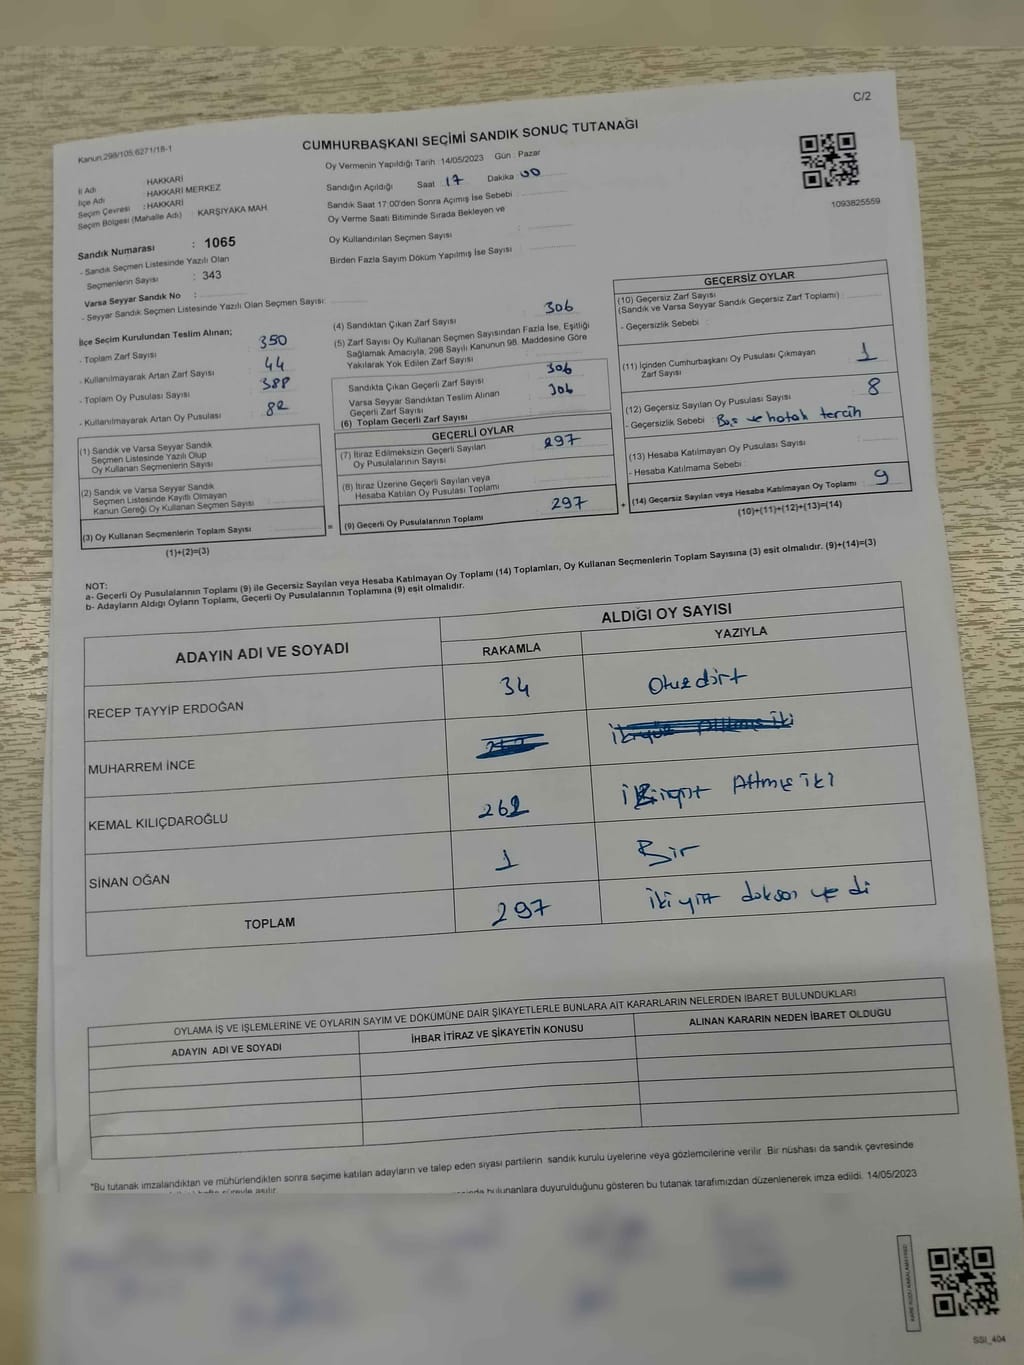 C/2
Kanun:298/105;6271/18-1
CUMHURBAŞKANI SEÇİMİ SANDIK SONUÇ TUTANAĞI
Oy Vermenin Yapıldığı Tarih 14/05/2023 Gün : Pazar
İl Adı HAKKARİ
İlçe Adı : HAKKARİ MERKEZ
Seçim Çevresi : HAKKARİ
Seçim Bölgesi (Mahalle Adı) : KARŞIYAKA MAH
Sandığın Açıldığı Saat 17 Dakika 00
Sandık Saat 17:00'den Sonra Açımış İse Sebebi :
Oy Verme Saati Bitiminde Sırada Bekleyen ve
Oy Kullandırılan Seçmen Sayısı :
Birden Fazla Sayım Döküm Yapılmış İse Sayısı :
1093825559
Sandık Numarası : 1065
- Sandık Seçmen Listesinde Yazılı Olan
Seçmenlerin Sayısı : 343
Varsa Seyyar Sandık No :
- Seyyar Sandık Seçmen Listesinde Yazılı Olan Seçmen Sayısı:
İlçe Seçim Kurulundan Teslim Alınan;
- Toplam Zarf Sayısı : 350
- Kullanılmayarak Artan Zarf Sayısı : 44
- Toplam Oy Pusulası Sayısı : 388
- Kullanılmayarak Artan Oy Pusulası : 82
(1) Sandık ve Varsa Seyyar Sandık
Seçmen Listesinde Yazılı Olup
Oy Kullanan Seçmenlerin Sayısı :
(2) Sandık ve Varsa Seyyar Sandık
Seçmen Listesinde Kayıtlı Olmayan
Kanun Gereği Oy Kullanan Seçmen Sayısı :
(3) Oy Kullanan Seçmenlerin Toplam Sayısı :
(1)+(2)=(3)
=
(4) Sandıktan Çıkan Zarf Sayısı : 306
(5) Zarf Sayısı Oy Kullanan Seçmen Sayısından Fazla İse, Eşitliği
Sağlamak Amacıyla, 298 Sayılı Kanunun 98. Maddesine Göre
Yakılarak Yok Edilen Zarf Sayısı :
Sandıkta Çıkan Geçerli Zarf Sayısı : 306
Varsa Seyyar Sandıktan Teslim Alınan
Geçerli Zarf Sayısı : 306
(6) Toplam Geçerli Zarf Sayısı
GEÇERLİ OYLAR
(7) İtiraz Edilmeksizin Geçerli Sayılan
Oy Pusulalarının Sayısı : 297
(8) İtiraz Üzerine Geçerli Sayılan veya
Hesaba Katılan Oy Pusulası Toplamı :
(9) Geçerli Oy Pusulalarının Toplamı : 297
+
GEÇERSİZ OYLAR
(10) Geçersiz Zarf Sayısı
(Sandık ve Varsa Seyyar Sandık Geçersiz Zarf Toplamı) :
- Geçersizlik Sebebi :
(11) İçinden Cumhurbaşkanı Oy Pusulası Çıkmayan
Zarf Sayısı : 1
(12) Geçersiz Sayılan Oy Pusulası Sayısı : 8
- Geçersizlik Sebebi : Boş ve hatalı tercih
(13) Hesaba Katılmayan Oy Pusulası Sayısı :
- Hesaba Katılmama Sebebi :
(14) Geçersiz Sayılan veya Hesaba Katılmayan Oy Toplamı : 9
(10)+(11)+(12)+(13)=(14)
NOT:
a- Geçerli Oy Pusulalarının Toplamı (9) ile Geçersiz Sayılan veya Hesaba Katılmayan Oy Toplamı (14) Toplamları, Oy Kullanan Seçmenlerin Toplam Sayısına (3) eşit olmalıdır. (9)+(14)=(3)
b- Adayların Aldığı Oyların Toplamı, Geçerli Oy Pusulalarının Toplamına (9) eşit olmalıdır.
ADAYIN ADI VE SOYADI ALDIĞI OY SAYISI
RAKAMLA YAZIYLA
RECEP TAYYİP ERDOĞAN 34 Otuzdört
MUHARREM İNCE
KEMAL KILIÇDAROĞLU 262 ikiyüz Altmış iki
SİNAN OĞAN 1 Bir
TOPLAM 297 ikiyüz doksan yedi
OYLAMA İŞ VE İŞLEMLERİNE VE OYLARIN SAYIM VE DÖKÜMÜNE DAİR ŞİKAYETLERLE BUNLARA AİT KARARLARIN NELERDEN İBARET BULUNDUKLARI
ADAYIN ADI VE SOYADI İHBAR İTİRAZ VE ŞİKAYETİN KONUSU ALINAN KARARIN NEDEN İBARET OLDUĞU
"Bu tutanak imzalandıktan ve mühürlendikten sonra seçime katılan adayların ve talep eden siyasi partilerin sandık kurulu üyelerine veya gözlemcilerine verilir. Bir nüshası da sandık çevresinde
bulunanlara duyurulduğunu gösteren bu tutanak tarafımızdan düzenlenerek imza edildi. 14/05/2023
SSI_404